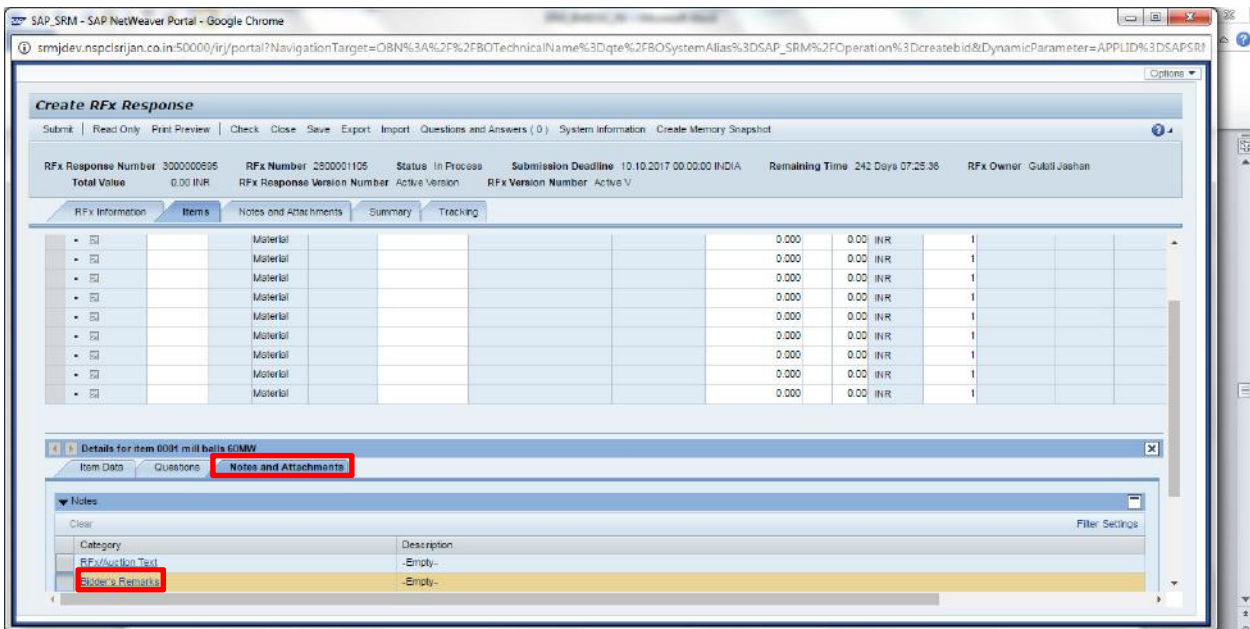 SAP_SRM - SAP NetWeaver Portal - Google Chrome
srmjdev.nspclsrijan.co.in:50000/irj/portal?NavigationTarget=OBN%3A%2F%2FBOTechnicalName%3Dqte%2FBOSystemAlias%3DSAP_SRM%2FOperation%3Dcreatebid&DynamicParameter=APPLID%3DSAPSRM
Options
Create RFx Response
Submit | Read Only Print Preview | Check Close Save Export Import Questions and Answers ( 0 ) System Information Create Memory Snapshot
RFx Response Number 3000000695 RFx Number 2600001105 Status In Process Submission Deadline 10.10.2017 00:00:00 INDIA Remaining Time 242 Days 07:25:36 RFx Owner Gulati Jashan
Total Value 0.00 INR RFx Response Version Number Active Version RFx Version Number Active V
RFx Information Items Notes and Attachments Summary Tracking
Material 0.000 0.00 INR 1
Material 0.000 0.00 INR 1
Material 0.000 0.00 INR 1
Material 0.000 0.00 INR 1
Material 0.000 0.00 INR 1
Material 0.000 0.00 INR 1
Material 0.000 0.00 INR 1
Material 0.000 0.00 INR 1
Material 0.000 0.00 INR 1
Details for item 0001 mill balls 60MW
Item Data Questions Notes and Attachments
Notes
Clear Filter Settings
Category Description
RFx/Auction Text -Empty-
Bidder's Remarks -Empty-